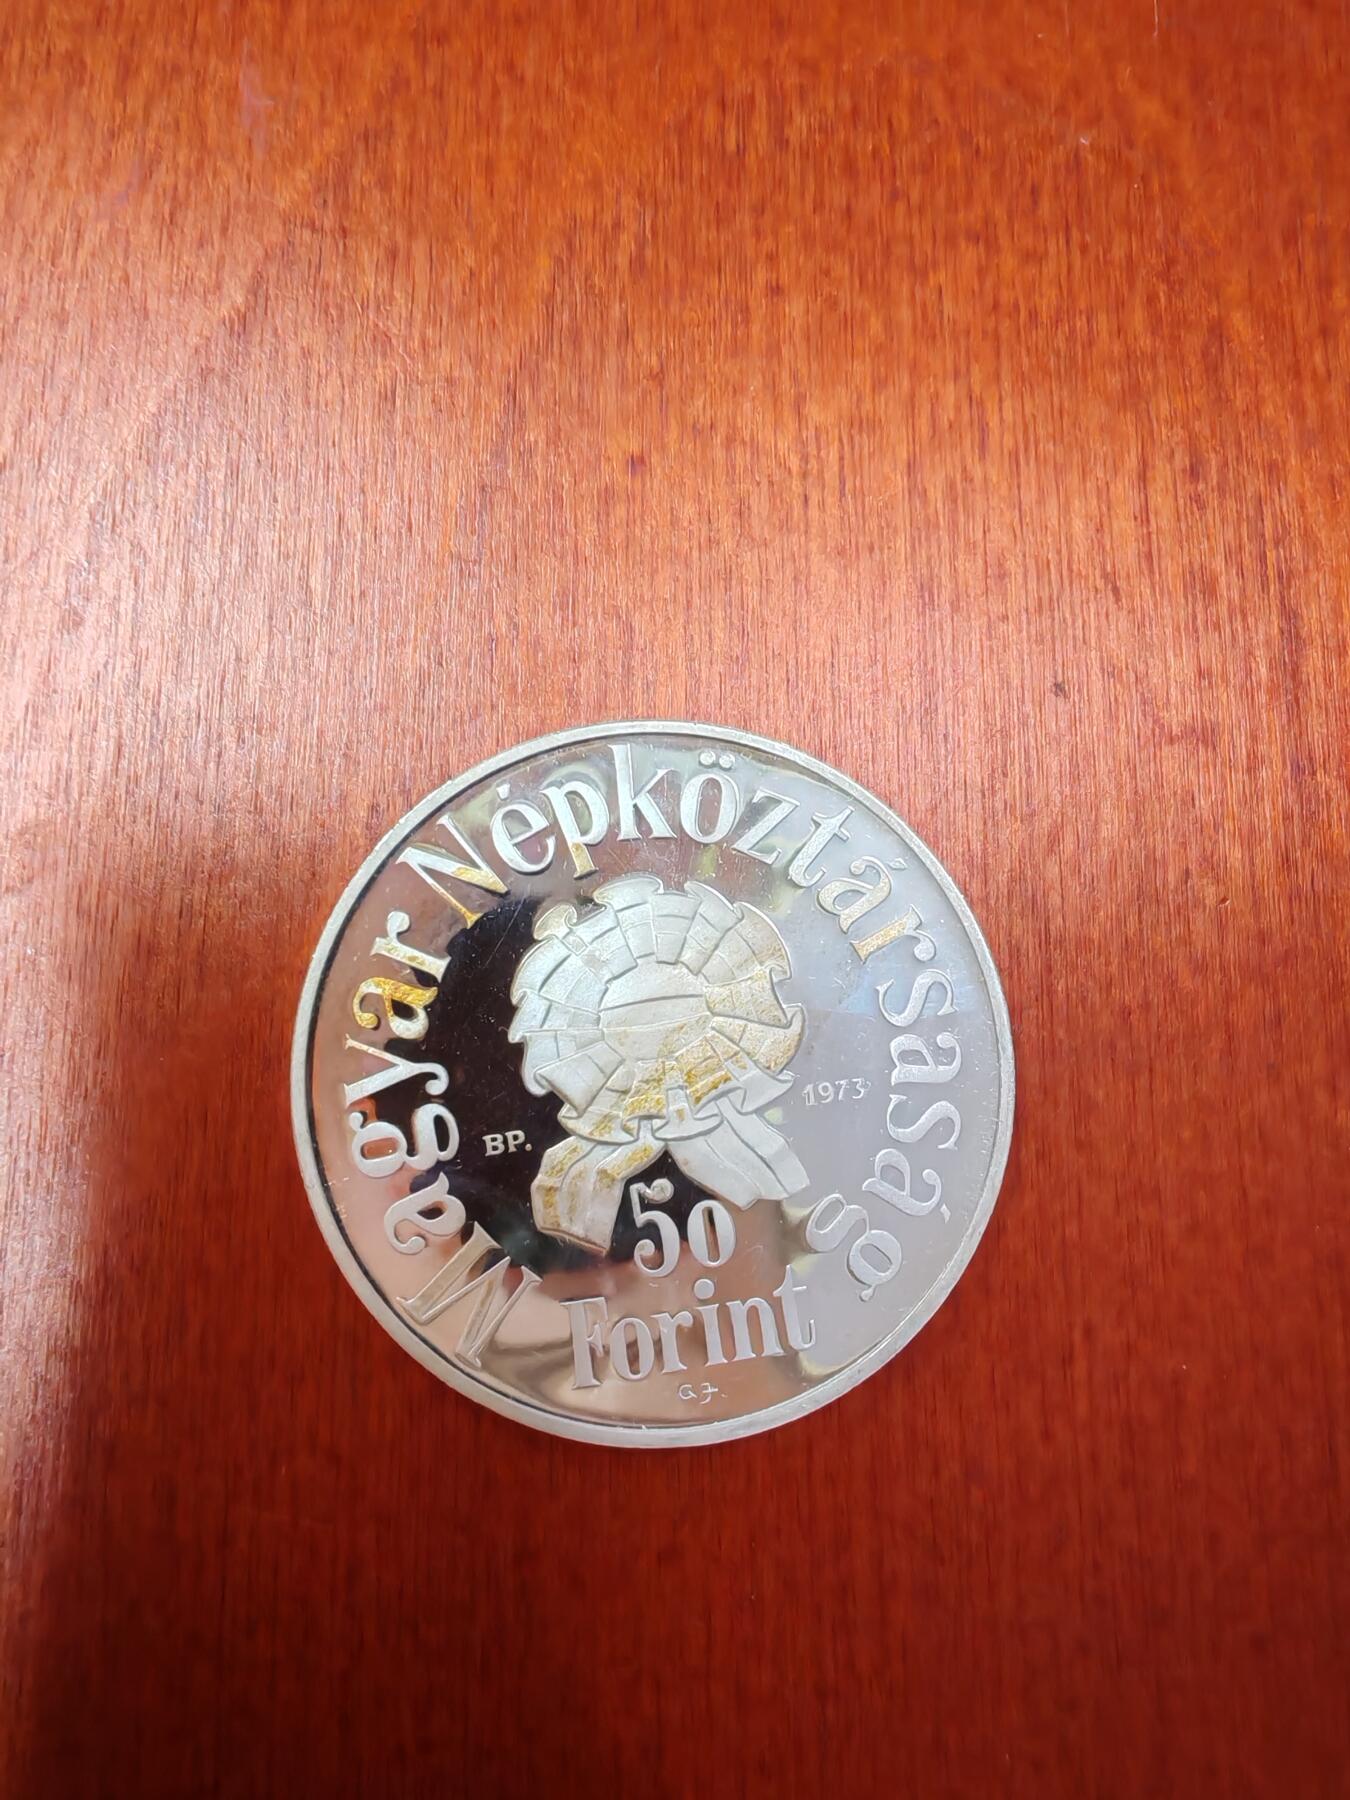 Magyar Népköztársaság
BP.
1973
50
Forint
G J.